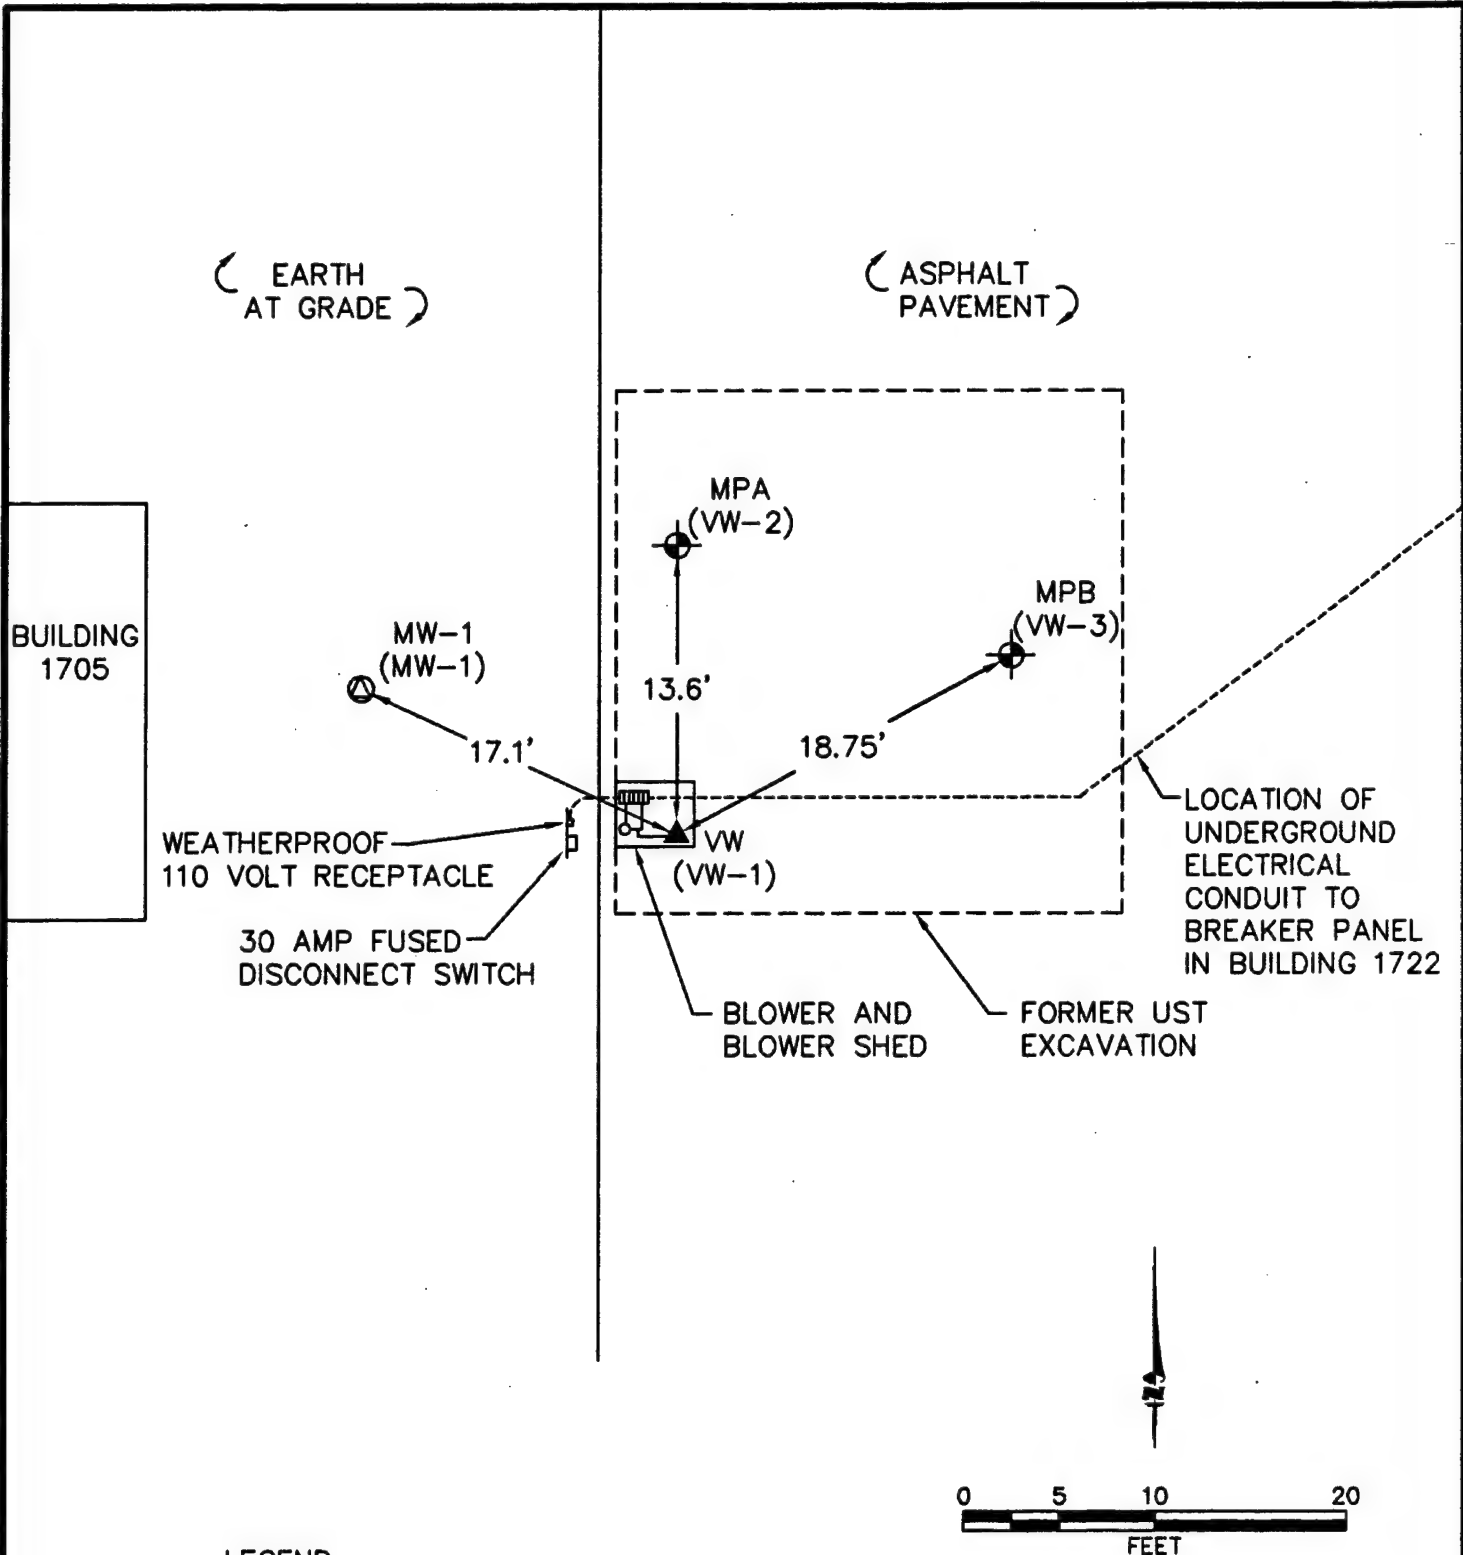 EARTH
AT GRADE
ASPHALT
PAVEMENT
MPA
(VW-2)
MPB
(VW-3)
BUILDING
1705
MW-1
(MW-1)
13.6'
17.1'
18.75'
VW
(VW-1)
WEATHERPROOF
110 VOLT RECEPTACLE
30 AMP FUSED
DISCONNECT SWITCH
LOCATION OF
UNDERGROUND
ELECTRICAL
CONDUIT TO
BREAKER PANEL
IN BUILDING 1722
BLOWER AND
BLOWER SHED
FORMER UST
EXCAVATION
N
0 5 10 20
FEET
LEGEND